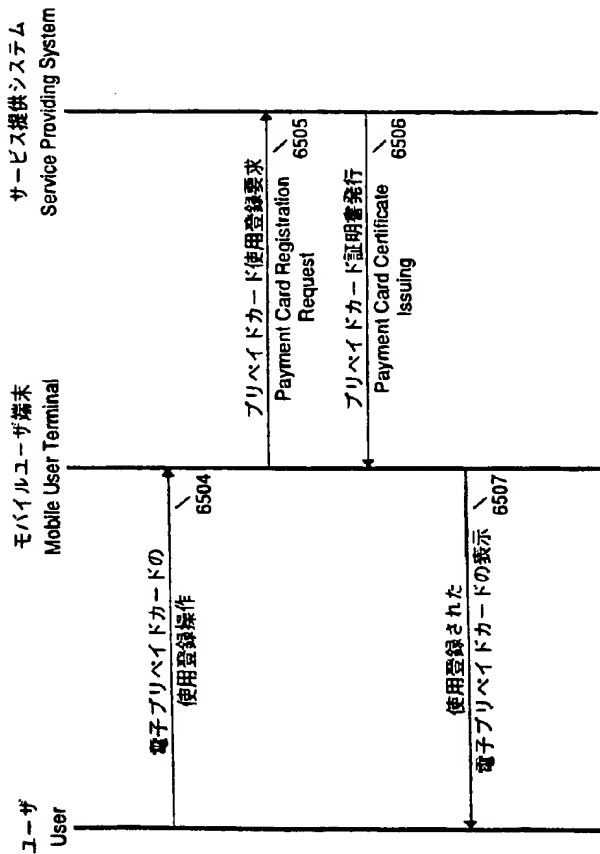 ユーザ
User
モバイルユーザ端末
Mobile User Terminal
サービス提供システム
Service Providing System
電子プリペイドカードの
使用登録操作
6504
プリペイドカード使用登録要求
6505
Payment Card Registration
Request
プリペイドカード証明書発行
6506
Payment Card Certificate
Issuing
使用登録された
6507
電子プリペイドカードの表示